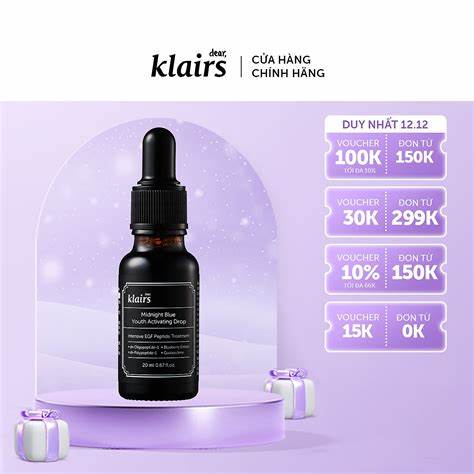 dear,
klairs
CỬA HÀNG
CHÍNH HÃNG
DUY NHẤT 12.12
VOUCHER
100K
TỐI ĐA 10%
ĐƠN TỪ
150K
VOUCHER
30K
ĐƠN TỪ
299K
VOUCHER
10%
TỐI ĐA 66K
ĐƠN TỪ
150K
VOUCHER
15K
ĐƠN TỪ
0K
dear,
klairs
Midnight Blue
Youth Activating Drop
Intensive EGF Peptide Treatment
20 ml 0.67 fl.oz.